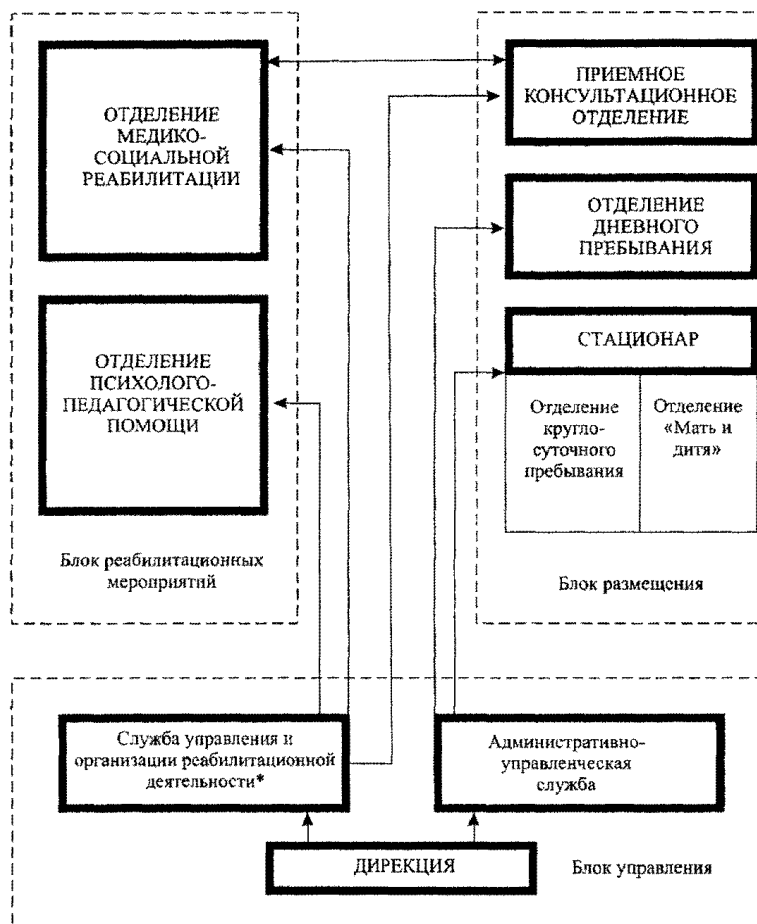 ОТДЕЛЕНИЕ
МЕДИКО-
СОЦИАЛЬНОЙ
РЕАБИЛИТАЦИИ
ОТДЕЛЕНИЕ
ПСИХОЛОГО-
ПЕДАГОГИЧЕСКОЙ
ПОМОЩИ
Блок реабилитационных
мероприятий
ПРИЕМНОЕ
КОНСУЛЬТАЦИОННОЕ
ОТДЕЛЕНИЕ
ОТДЕЛЕНИЕ
ДНЕВНОГО
ПРЕБЫВАНИЯ
СТАЦИОНАР
Отделение
кругло-
суточного
пребывания
Отделение
«Мать и
дитя»
Блок размещения
Служба управления и
организации реабилитационной
деятельности*
Административно-
управленческая
служба
ДИРЕКЦИЯ
Блок управления